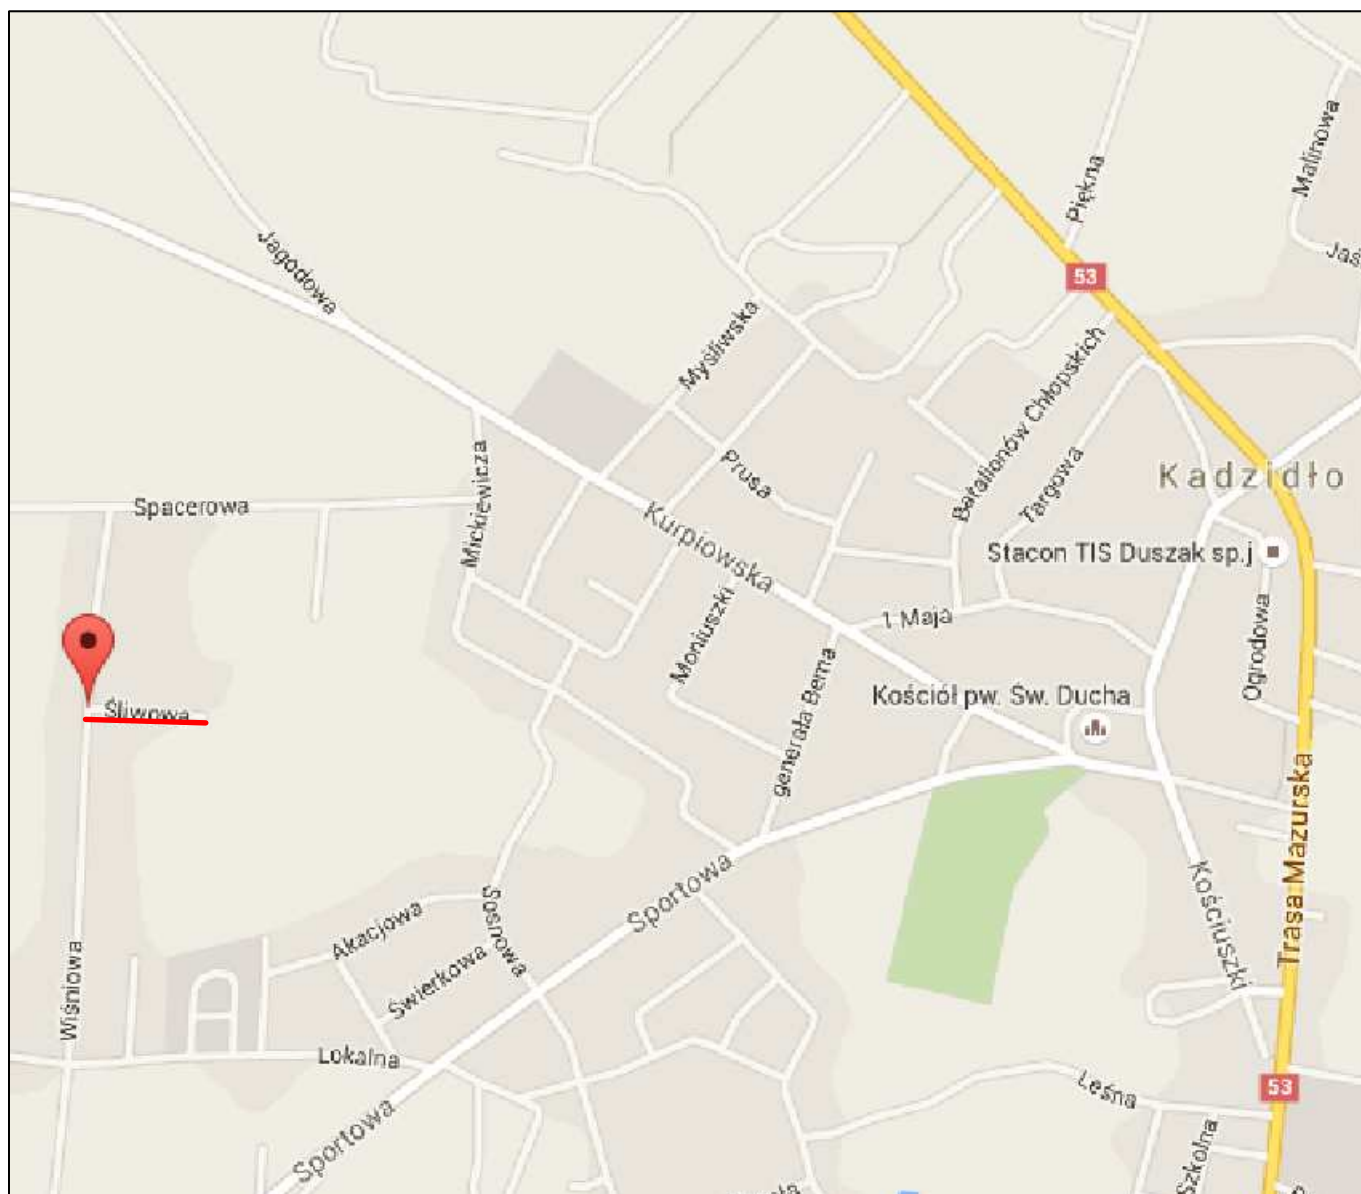 Malinowa
Piękna
Jagodowa
53
Myśliwska
Batalionów Chłopskich
Targowa
Kadzidło
Prusa
Mickiewicza
Spacerowa
Kurpiowska
Stacon TIS Duszak sp.j
Moniuszki
1 Maja
Ogrodowa
generała Bema
Kościół pw. Św. Ducha
Śliwowa
Trasa Mazurska
Kościuszki
Sportowa
Sosnowa
Akacjowa
Świerkowa
Wiśniowa
Lokalna
Leśna
53
Sportowa
Szkolna